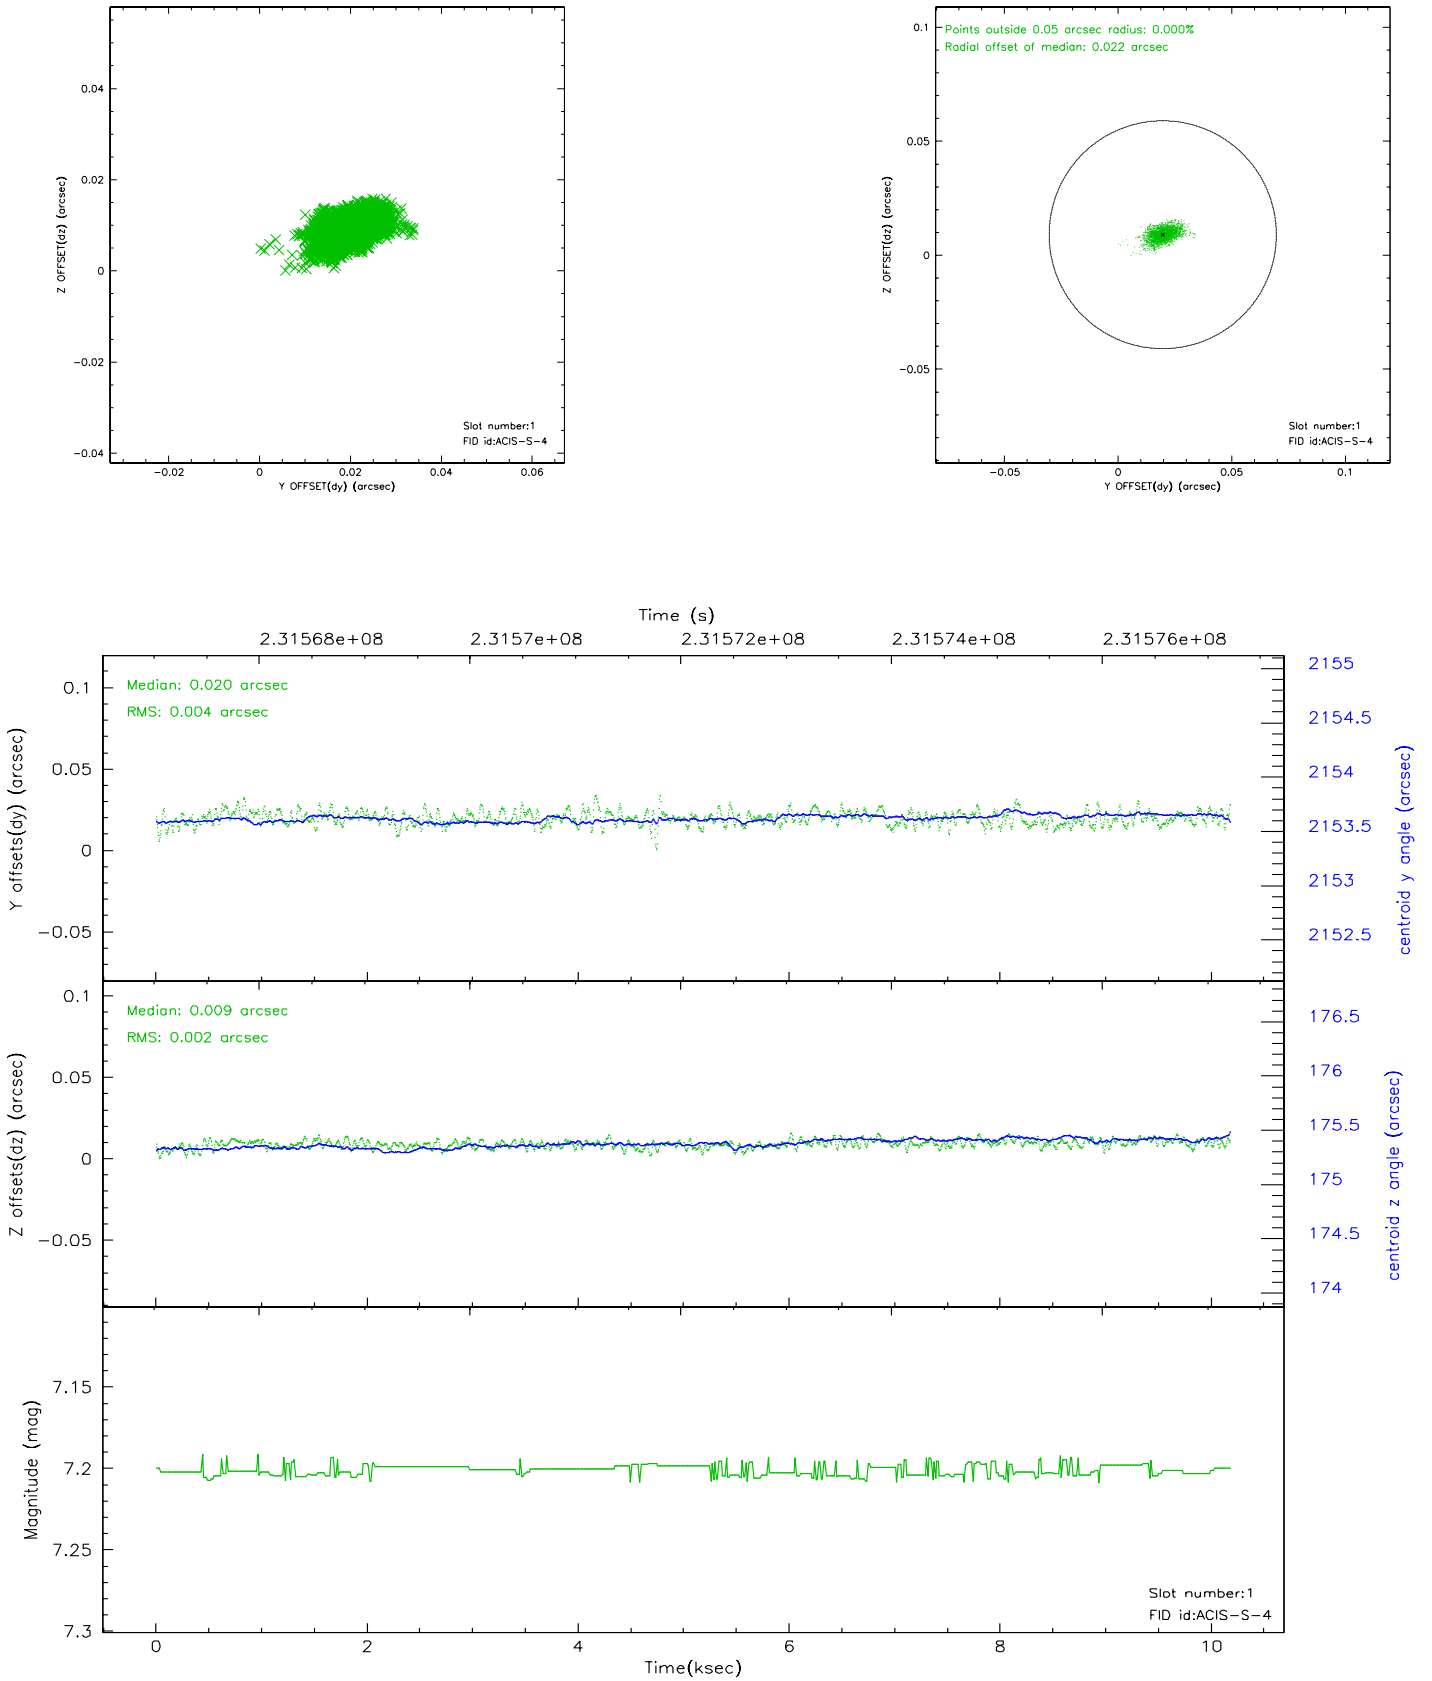 0.04
0.02
0
−0.02
−0.04
Z OFFSET(dz) (arcsec)
Slot number:1
FID id:ACIS−S−4
−0.02
0
0.02
0.04
0.06
Y OFFSET(dy) (arcsec)
Points outside 0.05 arcsec radius: 0.000%
Radial offset of median: 0.022 arcsec
0.1
0.05
0
−0.05
Z OFFSET(dz) (arcsec)
Slot number:1
FID id:ACIS−S−4
−0.05
0
0.05
0.1
Y OFFSET(dy) (arcsec)
Time (s)
2.31568e+08
2.3157e+08
2.31572e+08
2.31574e+08
2.31576e+08
Median: 0.020 arcsec
RMS: 0.004 arcsec
0.1
0.05
0
−0.05
Y offsets(dy) (arcsec)
2155
2154.5
2154
2153.5
2153
2152.5
centroid y angle (arcsec)
Median: 0.009 arcsec
RMS: 0.002 arcsec
0.1
0.05
0
−0.05
Z offsets(dz) (arcsec)
176.5
176
175.5
175
174.5
174
centroid z angle (arcsec)
7.15
7.2
7.25
7.3
Magnitude (mag)
Slot number:1
FID id:ACIS−S−4
0
2
4
6
8
10
Time(ksec)